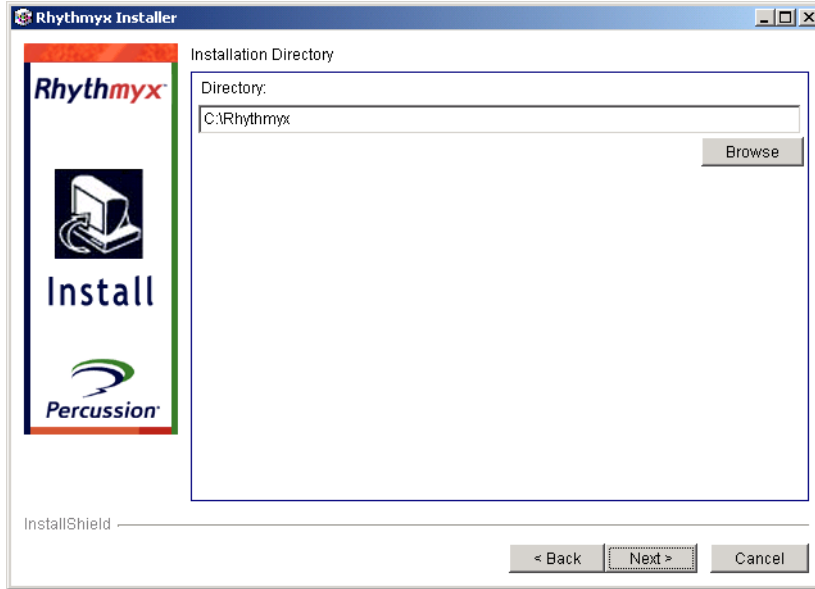 Rhythmyx Installer
Installation Directory
Rhythmyx
Directory:
C:\Rhythmyx
Browse
Install
Percussion
InstallShield
< Back
Next >
Cancel